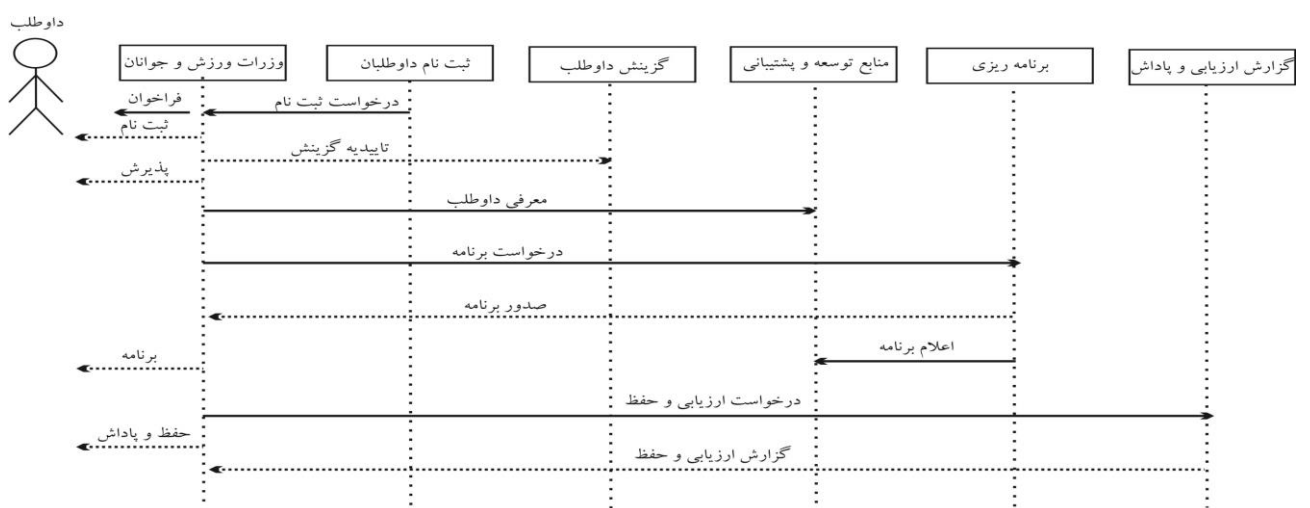 داوطلب
وزرات ورزش و جوانان
ثبت نام داوطلبان
گزینش داوطلب
منابع توسعه و پشتیبانی
برنامه ریزی
گزارش ارزیابی و پاداش
فراخوان
درخواست ثبت نام
ثبت نام
تاییدیه گزینش
پذیرش
معرفی داوطلب
درخواست برنامه
صدور برنامه
اعلام برنامه
برنامه
درخواست ارزیابی و حفظ
حفظ و پاداش
گزارش ارزیابی و حفظ